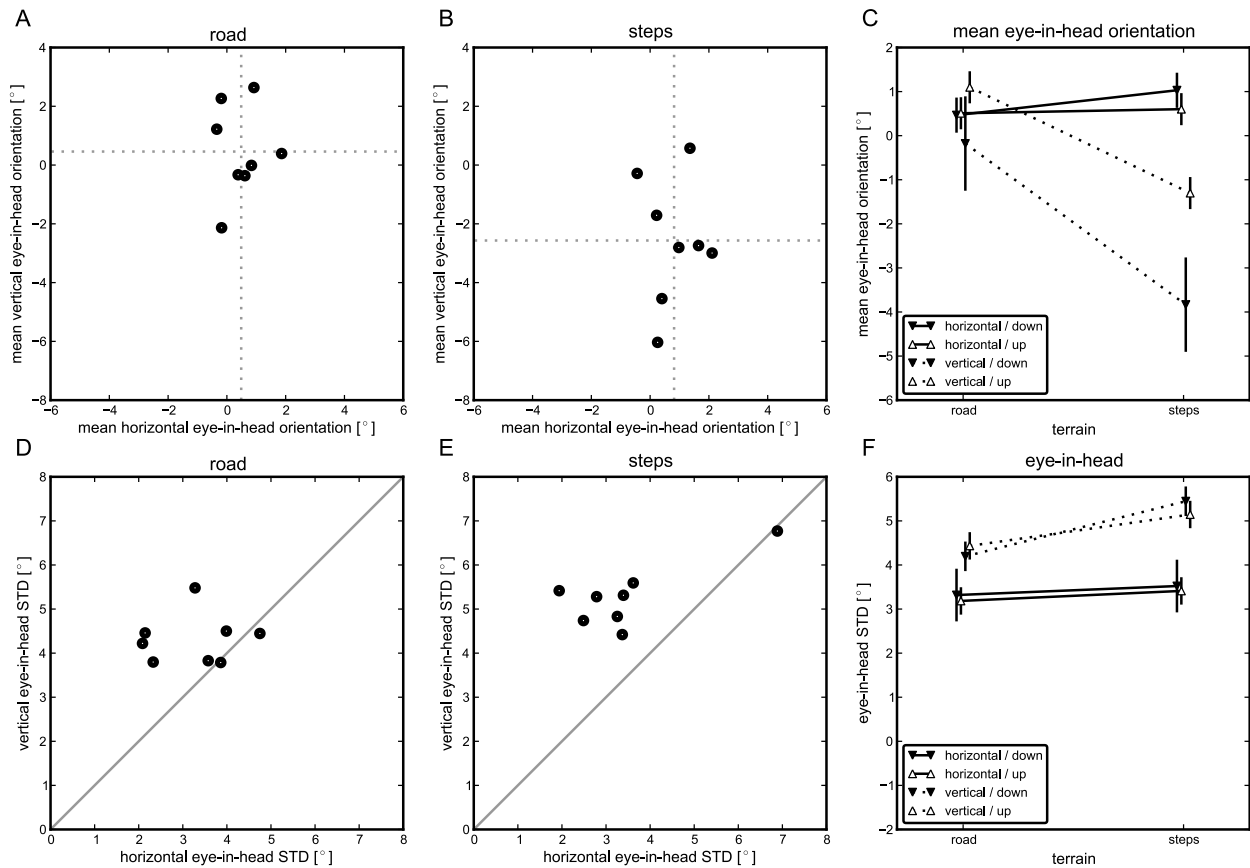 A
road
mean vertical eye-in-head orientation [°]
4
2
0
−2
−4
−6
−8
−6
−4
−2
0
2
4
6
mean horizontal eye-in-head orientation [°]
B
steps
mean vertical eye-in-head orientation [°]
4
2
0
−2
−4
−6
−8
−6
−4
−2
0
2
4
6
mean horizontal eye-in-head orientation [°]
C
mean eye-in-head orientation
mean eye-in-head orientation [°]
2
1
0
−1
−2
−3
−4
−5
−6
horizontal / down
horizontal / up
vertical / down
vertical / up
road
steps
terrain
D
road
vertical eye-in-head STD [°]
8
7
6
5
4
3
2
1
0
0
1
2
3
4
5
6
7
8
horizontal eye-in-head STD [°]
E
steps
vertical eye-in-head STD [°]
8
7
6
5
4
3
2
1
0
0
1
2
3
4
5
6
7
8
horizontal eye-in-head STD [°]
F
eye-in-head
eye-in-head STD [°]
6
5
4
3
2
1
0
−1
−2
horizontal / down
horizontal / up
vertical / down
vertical / up
road
steps
terrain